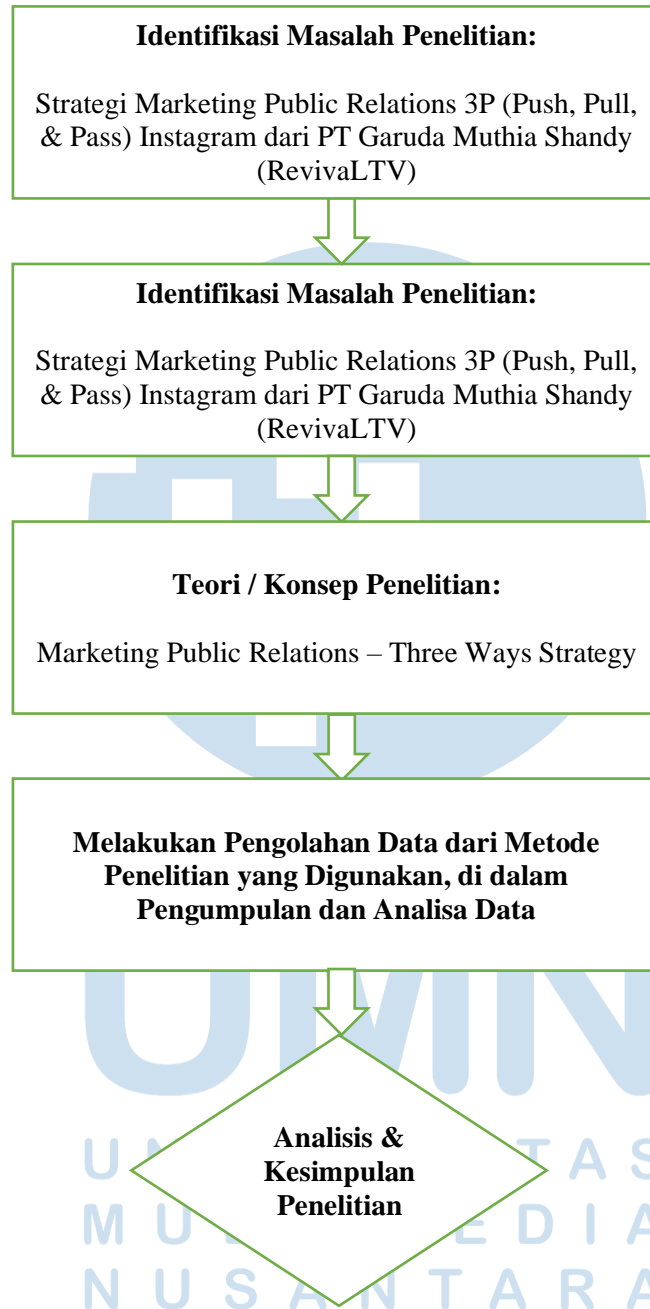 Identifikasi Masalah Penelitian:
Strategi Marketing Public Relations 3P (Push, Pull,
& Pass) Instagram dari PT Garuda Muthia Shandy
(RevivaLTV)
Identifikasi Masalah Penelitian:
Strategi Marketing Public Relations 3P (Push, Pull,
& Pass) Instagram dari PT Garuda Muthia Shandy
(RevivaLTV)
Teori / Konsep Penelitian:
Marketing Public Relations – Three Ways Strategy
Melakukan Pengolahan Data dari Metode
Penelitian yang Digunakan, di dalam
Pengumpulan dan Analisa Data
UMN
Analisis &
Kesimpulan
Penelitian
NUSANTARA